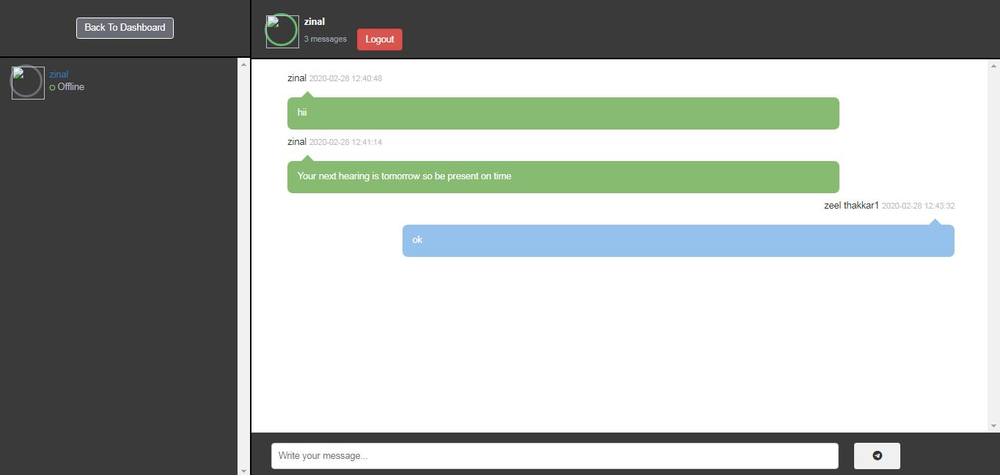 Back To Dashboard
zinal
Offline
zinal
3 messages
Logout
zinal 2020-02-28 12:40:48
hii
zinal 2020-02-28 12:41:14
Your next hearing is tomorrow so be present on time
zeel thakkar1 2020-02-28 12:43:32
ok
Write your message...